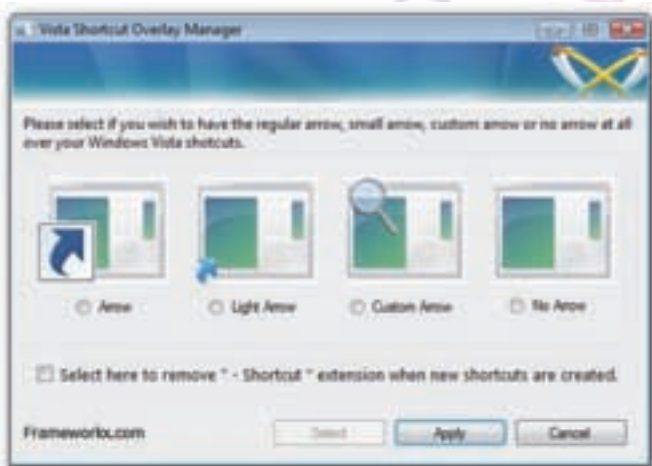 Vista Shortcut Overlay Manager
Please select if you wish to have the regular arrow, small arrow, custom arrow or no arrow at all
over your Windows Vista shotcuts.
Arrow
Light Arrow
Custom Arrow
No Arrow
Select here to remove " - Shortcut " extension when new shortcuts are created.
Frameworkx.com
Select
Apply
Cancel